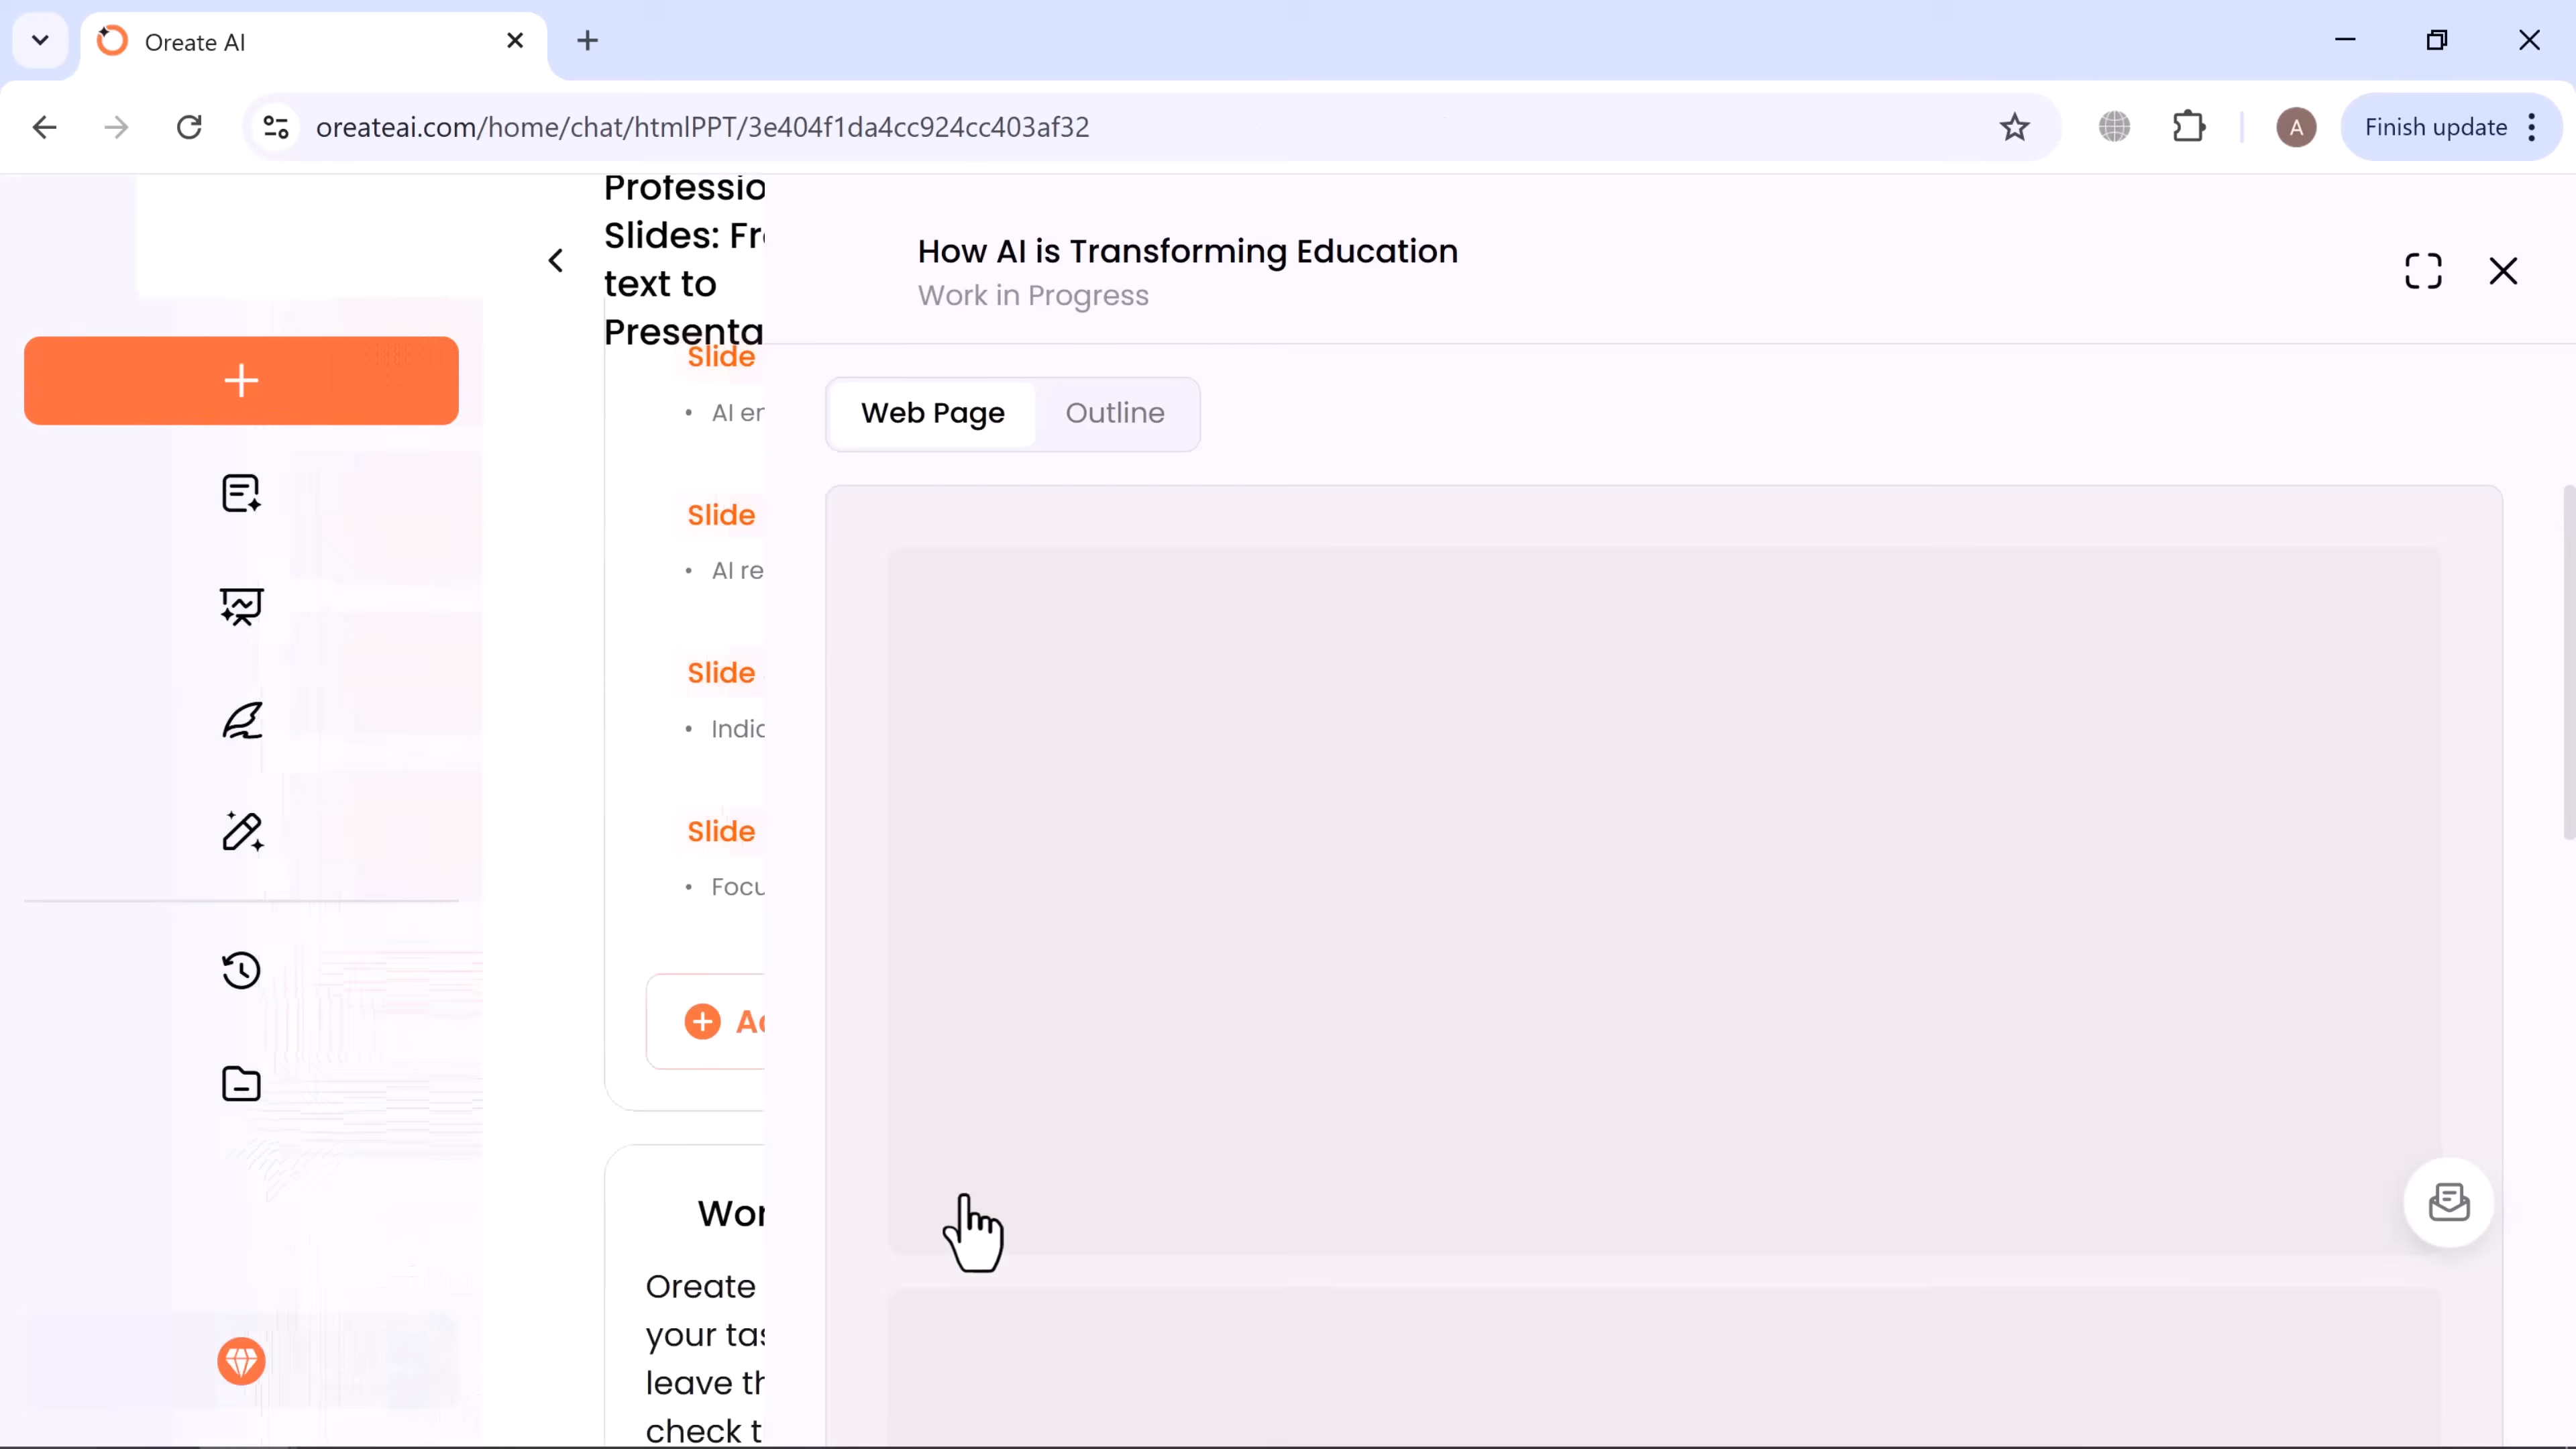 Oreate AI
oreateai.com/home/chat/htmlPPT/3e404f1da4cc924cc403af32
A
Finish update
Professio
Slides: Fr
text to
Presenta
Slide
• AI er
Slide
• AI re
Slide
• Indic
Slide
• Focu
Wor
Oreate
your tas
leave th
check t
How AI is Transforming Education
Work in Progress
Web Page
Outline